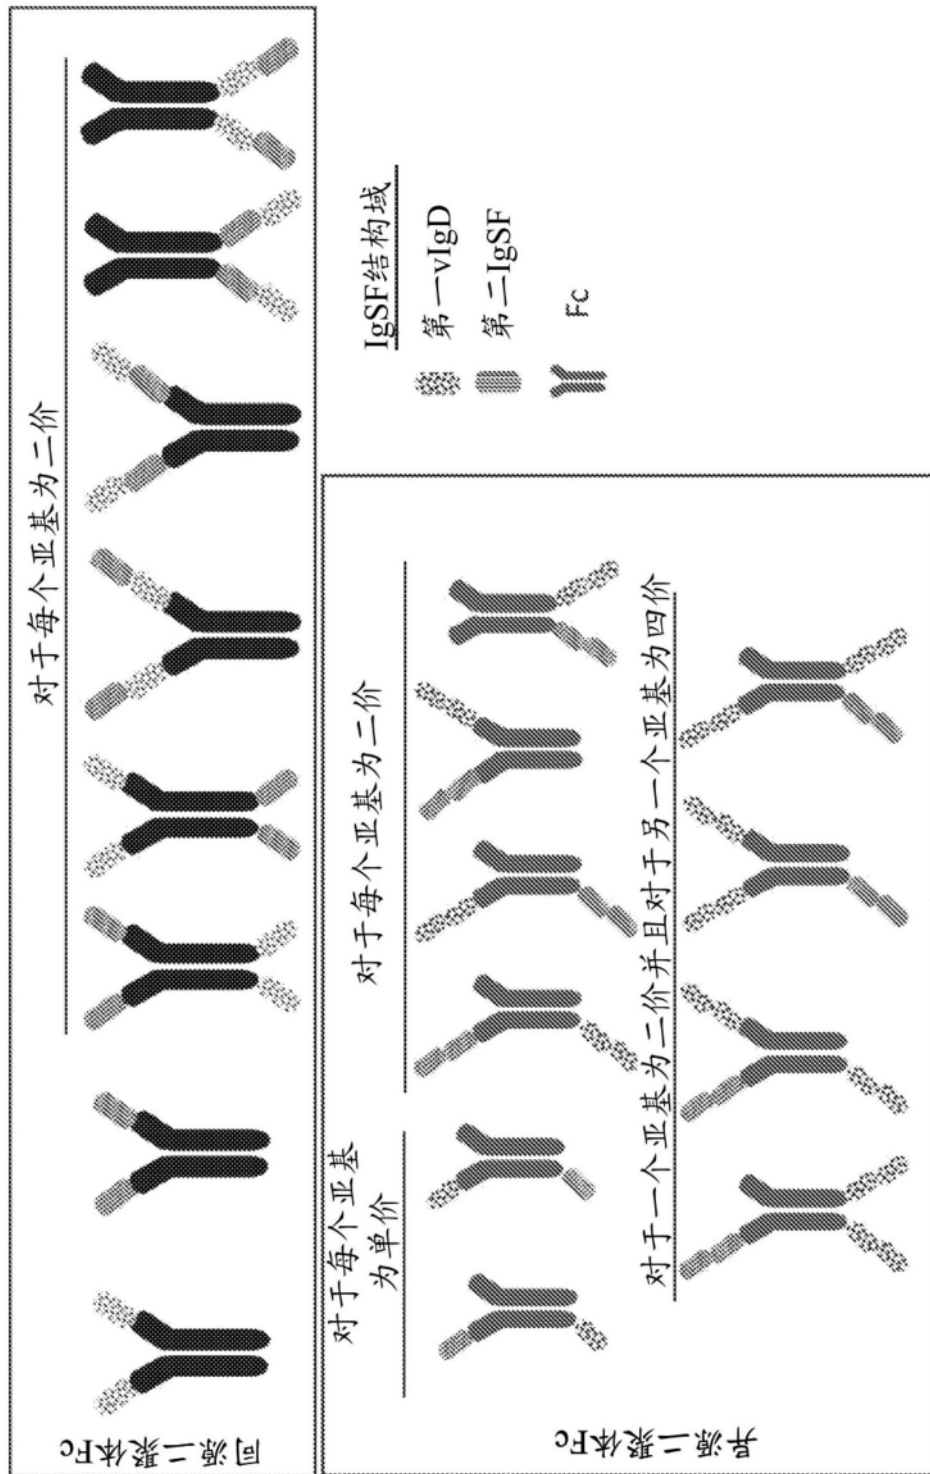 同源二聚体Fc
对于每个亚基为二价
异源二聚体Fc
对于每个亚基
为单价
对于每个亚基为二价
对于一个亚基为二价并且对于另一个亚基为四价
IgSF结构域
第一vIgD
第二IgSF
Fc